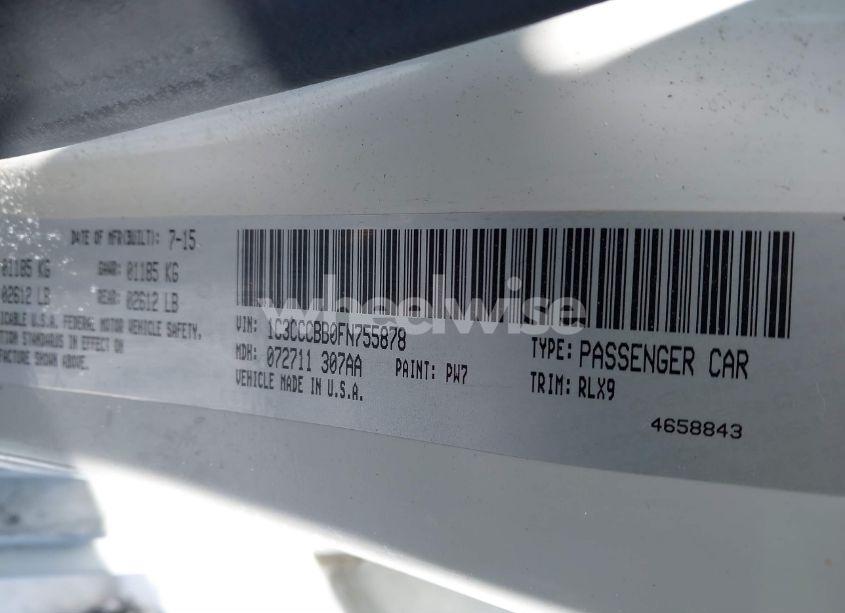 DATE OF MFR(BUILT): 7-15
01185 KG GAWR: 01185 KG
02612 LB REAR: 02612 LB
ICABLE U.S.A. FEDERAL MOTOR VEHICLE SAFETY,
TION STANDARDS IN EFFECT ON
FACTURE SHOWN ABOVE.
VIN: 1C3CCCBB0FN755878
MDH: 072711 307AA PAINT: PW7
VEHICLE MADE IN U.S.A.
TYPE: PASSENGER CAR
TRIM: RLX9
4658843
wheelwise